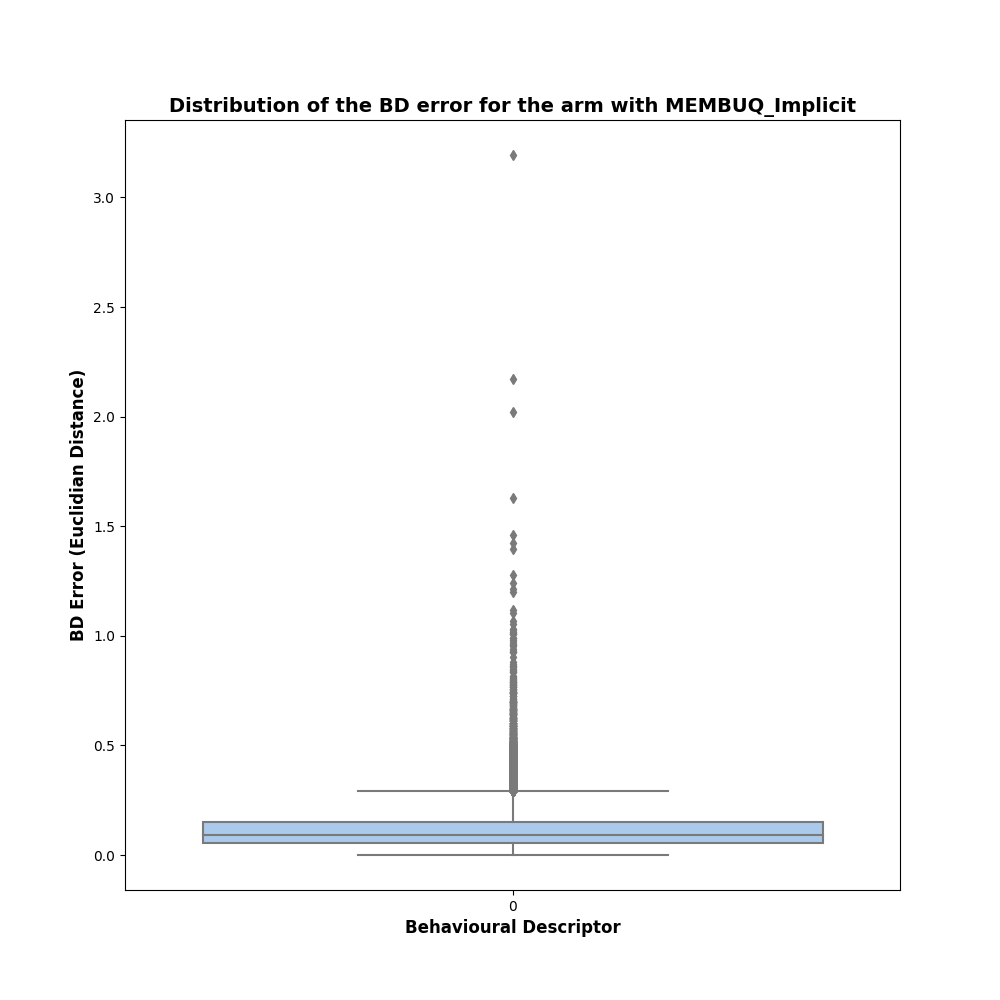 Distribution of the BD error for the arm with MEMBUQ_Implicit
3.0
2.5
2.0
1.5
1.0
0.5
0.0
BD Error (Euclidian Distance)
0
Behavioural Descriptor